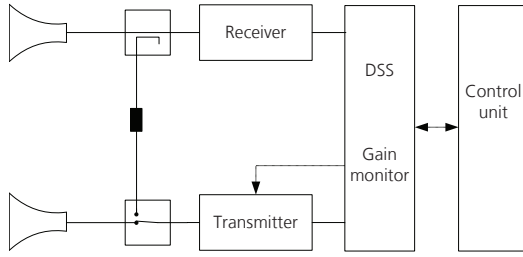 Receiver
DSS
Control
unit
Gain
monitor
Transmitter